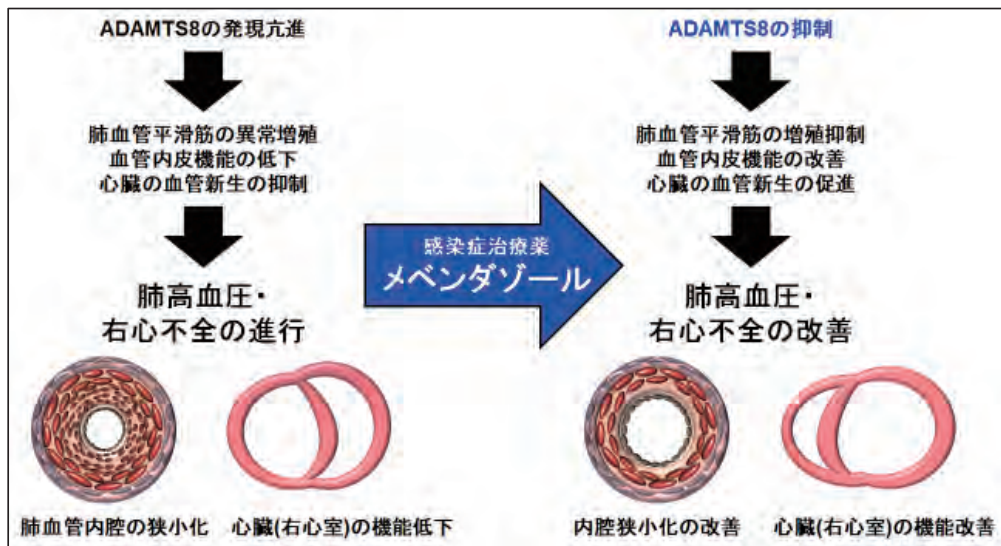 ADAMTS8の発現亢進
肺血管平滑筋の異常増殖
血管内皮機能の低下
心臓の血管新生の抑制
肺高血圧・
右心不全の進行
肺血管内腔の狭小化
心臓(右心室)の機能低下
感染症治療薬
メベンダゾール
ADAMTS8の抑制
肺血管平滑筋の増殖抑制
血管内皮機能の改善
心臓の血管新生の促進
肺高血圧・
右心不全の改善
内腔狭小化の改善
心臓(右心室)の機能改善